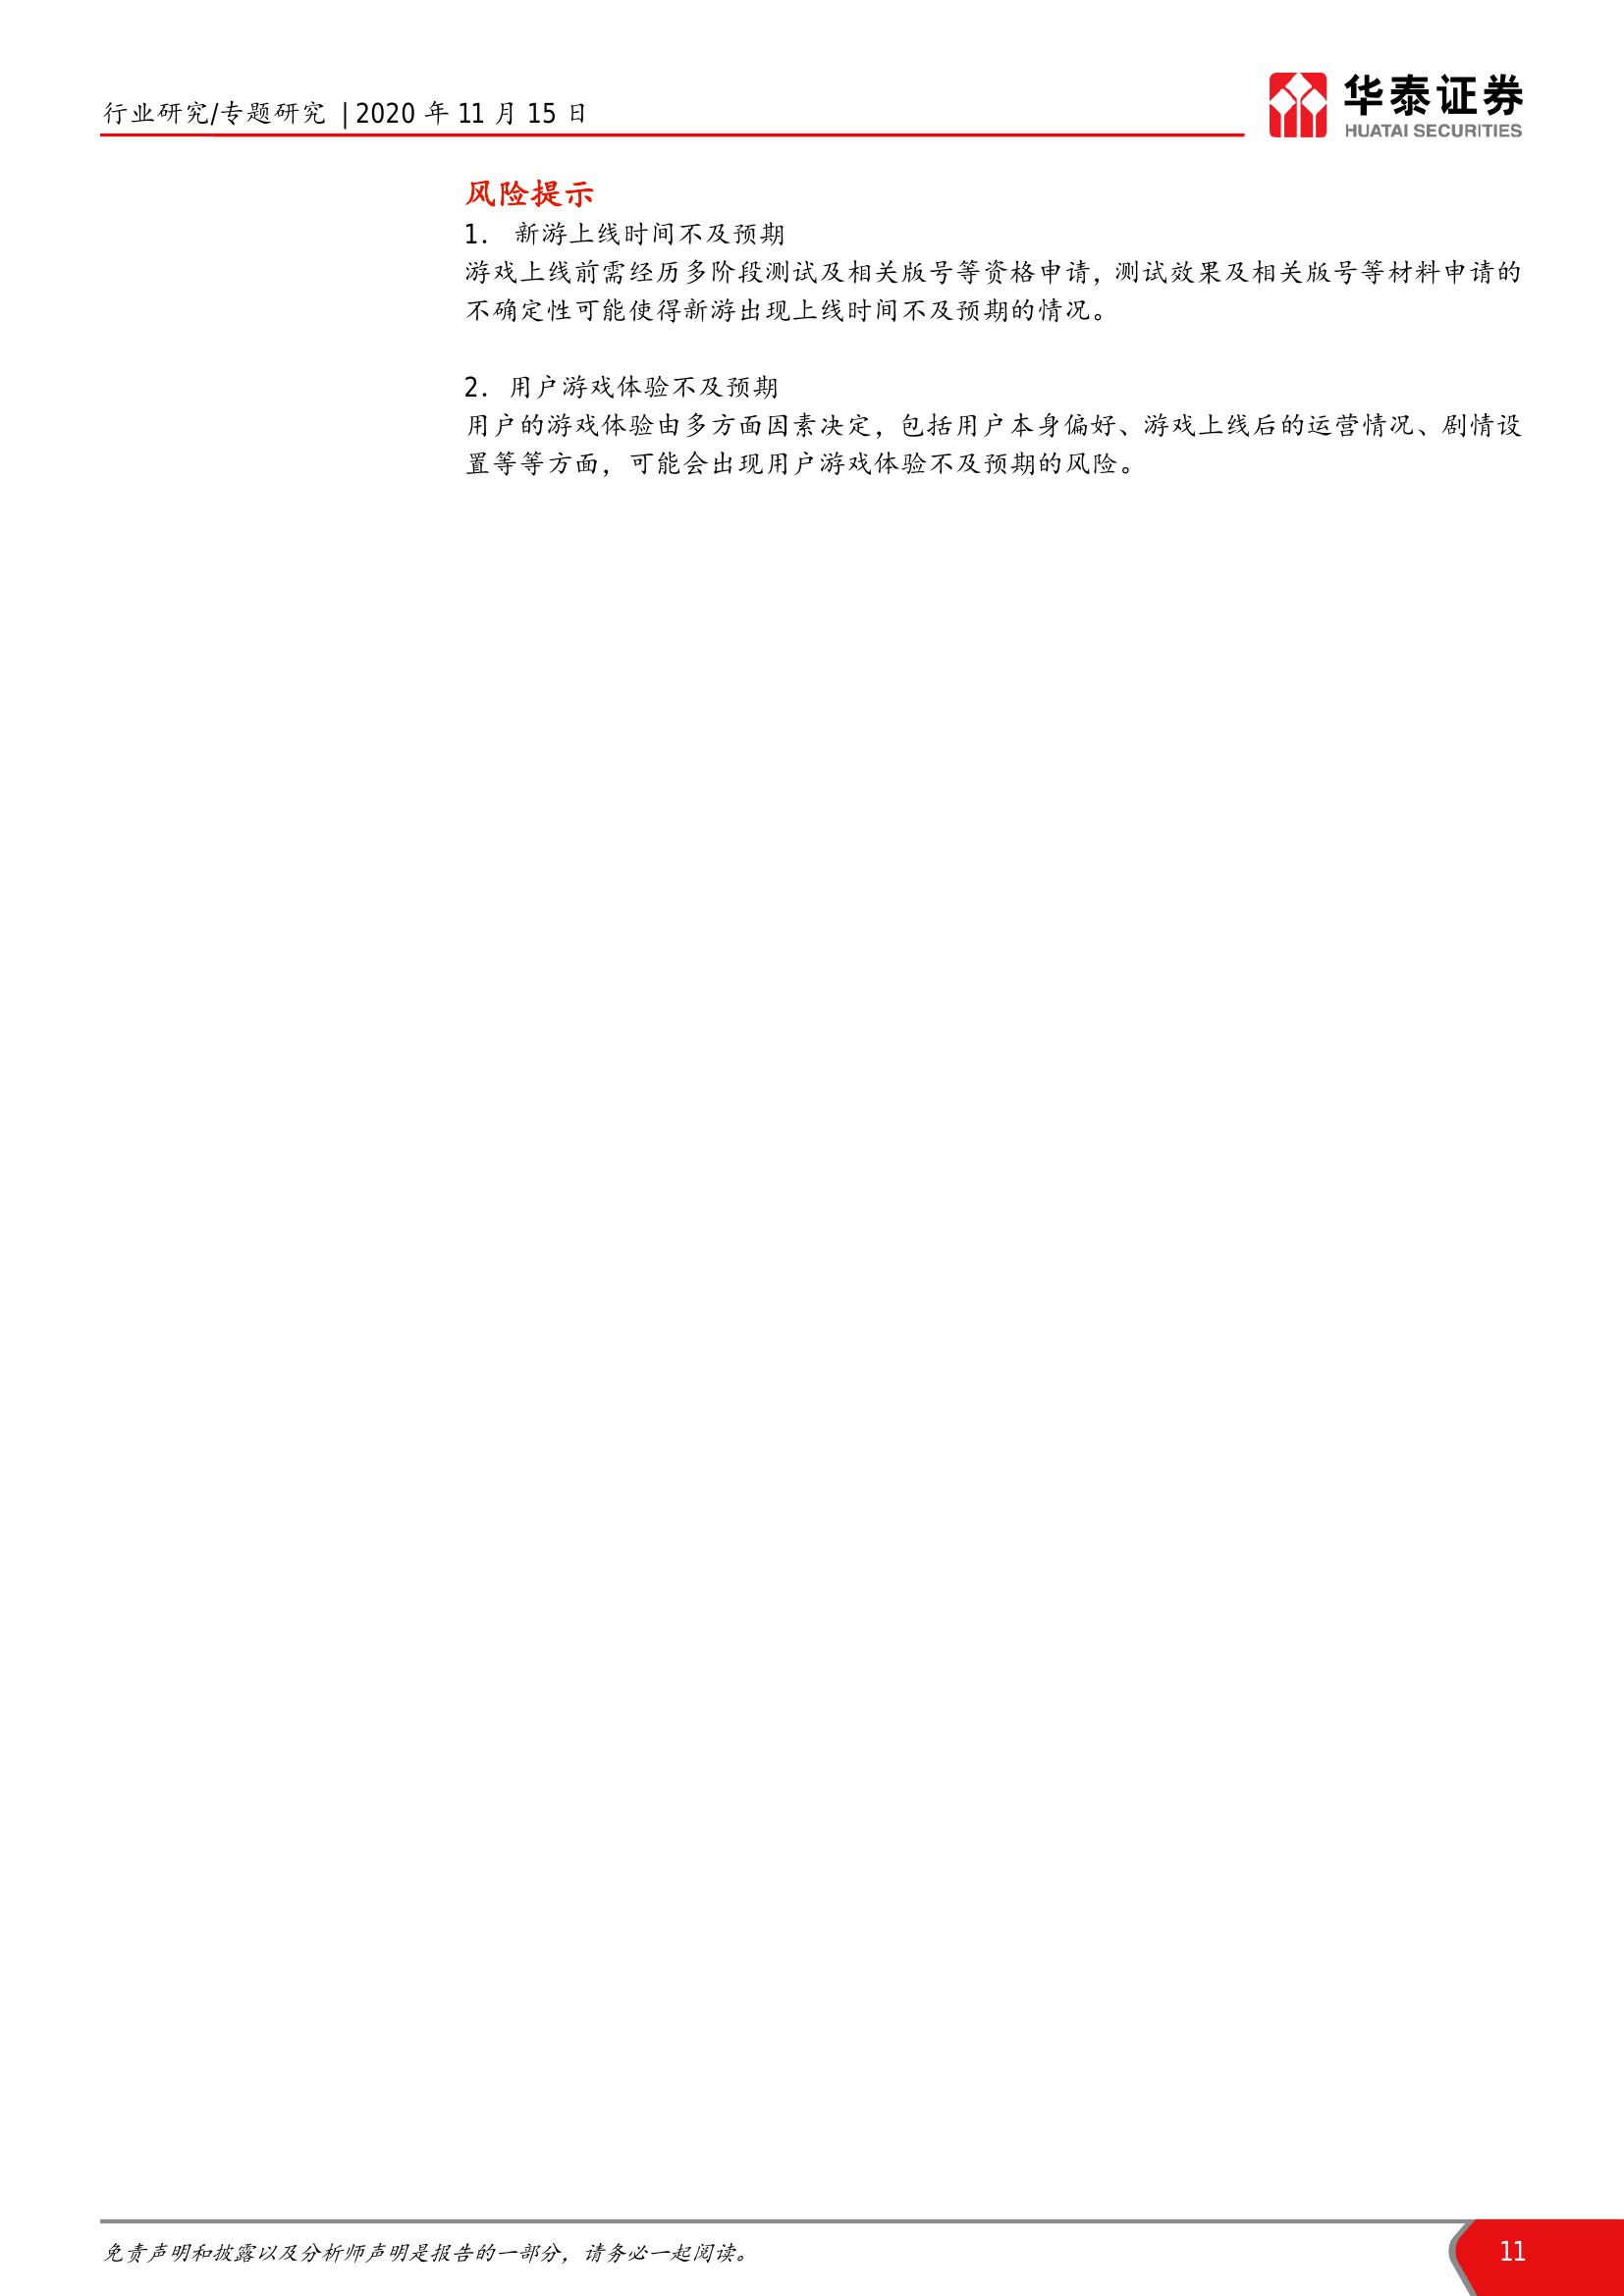 行业研究/专题研究 | 2020 年 11 月 15 日
华泰证券
HUATAI SECURITIES
风险提示
1. 新游上线时间不及预期
游戏上线前需经历多阶段测试及相关版号等资格申请，测试效果及相关版号等材料申请的
不确定性可能使得新游出现上线时间不及预期的情况。
2. 用户游戏体验不及预期
用户的游戏体验由多方面因素决定，包括用户本身偏好、游戏上线后的运营情况、剧情设
置等等方面，可能会出现用户游戏体验不及预期的风险。
免责声明和披露以及分析师声明是报告的一部分，请务必一起阅读。
11